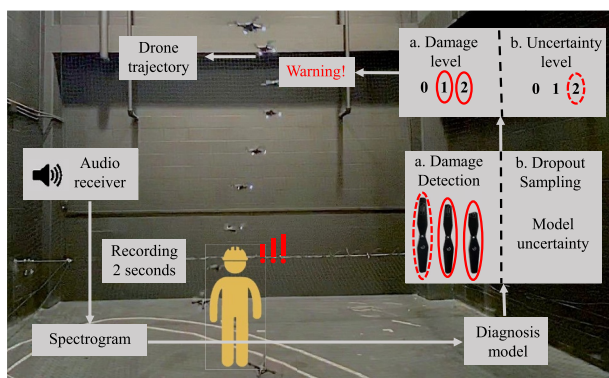 Drone
trajectory
Warning!
a. Damage
level
0 1 2
b. Uncertainty
level
0 1 2
Audio
receiver
a. Damage
Detection
b. Dropout
Sampling
Model
uncertainty
Recording
2 seconds
Spectrogram
Diagnosis
model